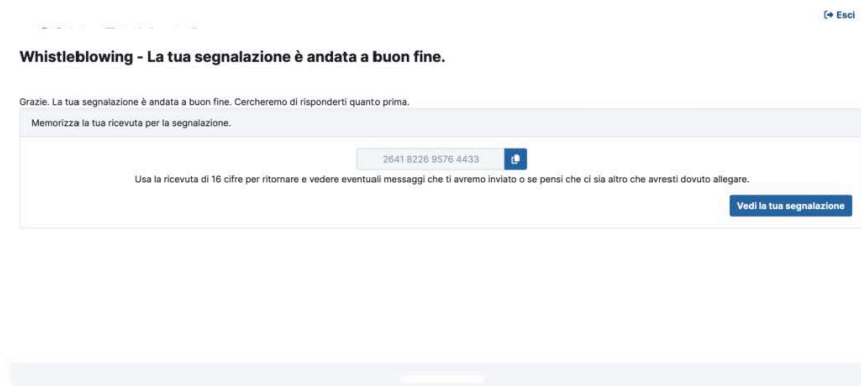 Esci
Whistleblowing - La tua segnalazione è andata a buon fine.
Grazie. La tua segnalazione è andata a buon fine. Cercheremo di risponderti quanto prima.
Memorizza la tua ricevuta per la segnalazione.
2641 8226 9576 4433
Usa la ricevuta di 16 cifre per ritornare e vedere eventuali messaggi che ti avremo inviato o se pensi che ci sia altro che avresti dovuto allegare.
Vedi la tua segnalazione